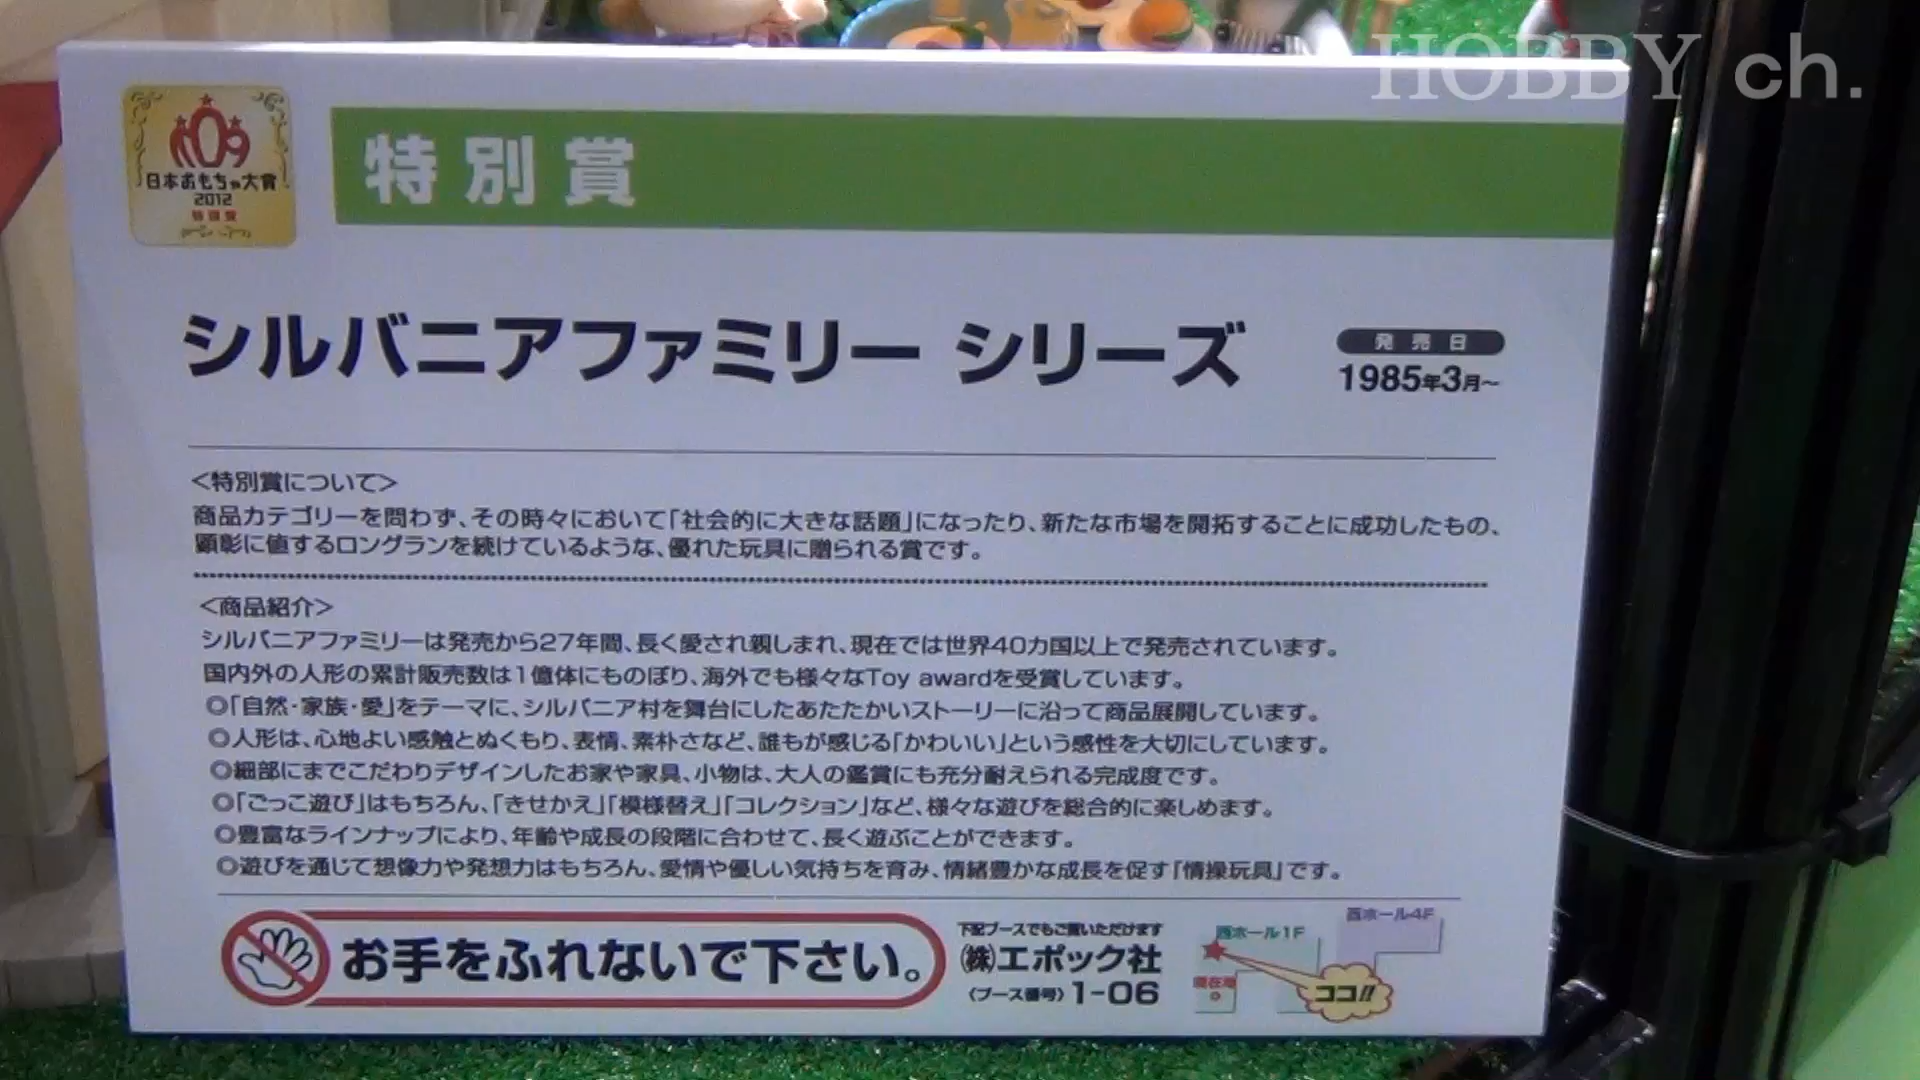 HOBBY ch.
日本おもちゃ大賞
2012
特別賞
特別賞
シルバニアファミリー シリーズ
発売日
1985年3月〜
<特別賞について>
商品カテゴリーを問わず、その時々において「社会的に大きな話題」になったり、新たな市場を開拓することに成功したもの、
顕彰に値するロングランを続けているような、優れた玩具に贈られる賞です。
<商品紹介>
シルバニアファミリーは発売から27年間、長く愛され親しまれ、現在では世界40カ国以上で発売されています。
国内外の人形の累計販売数は1億体にものぼり、海外でも様々なToy awardを受賞しています。
◎「自然・家族・愛」をテーマに、シルバニア村を舞台にしたあたたかいストーリーに沿って商品展開しています。
◎人形は、心地よい感触とぬくもり、表情、素朴さなど、誰もが感じる「かわいい」という感性を大切にしています。
◎細部にまでこだわりデザインしたお家や家具、小物は、大人の鑑賞にも充分耐えられる完成度です。
◎「ごっこ遊び」はもちろん、「きせかえ」「模様替え」「コレクション」など、様々な遊びを総合的に楽しめます。
◎豊富なラインナップにより、年齢や成長の段階に合わせて、長く遊ぶことができます。
◎遊びを通じて想像力や発想力はもちろん、愛情や優しい気持ちを育み、情緒豊かな成長を促す「情操玩具」です。
お手をふれないで下さい。
下記ブースでもご覧いただけます
㈱エポック社
〈ブース番号〉1-06
西ホール4F
西ホール1F
現在地
ココ!!